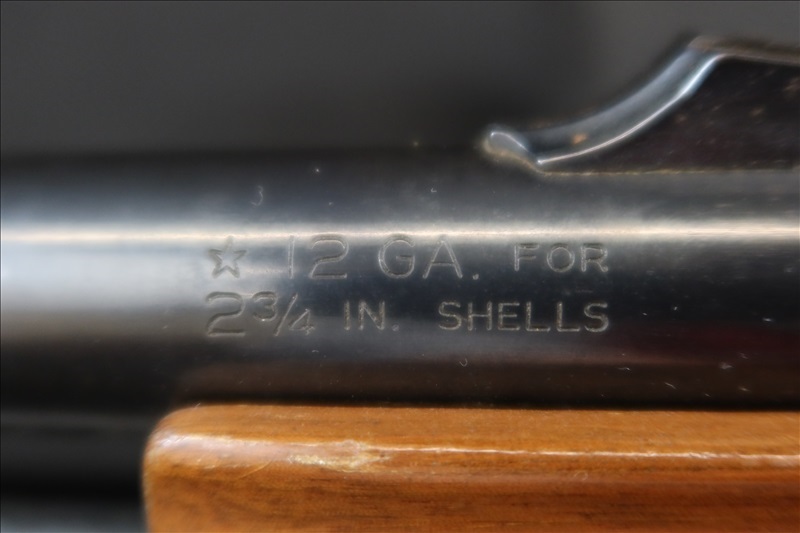 ☆ 12 GA. FOR
2¾ IN. SHELLS